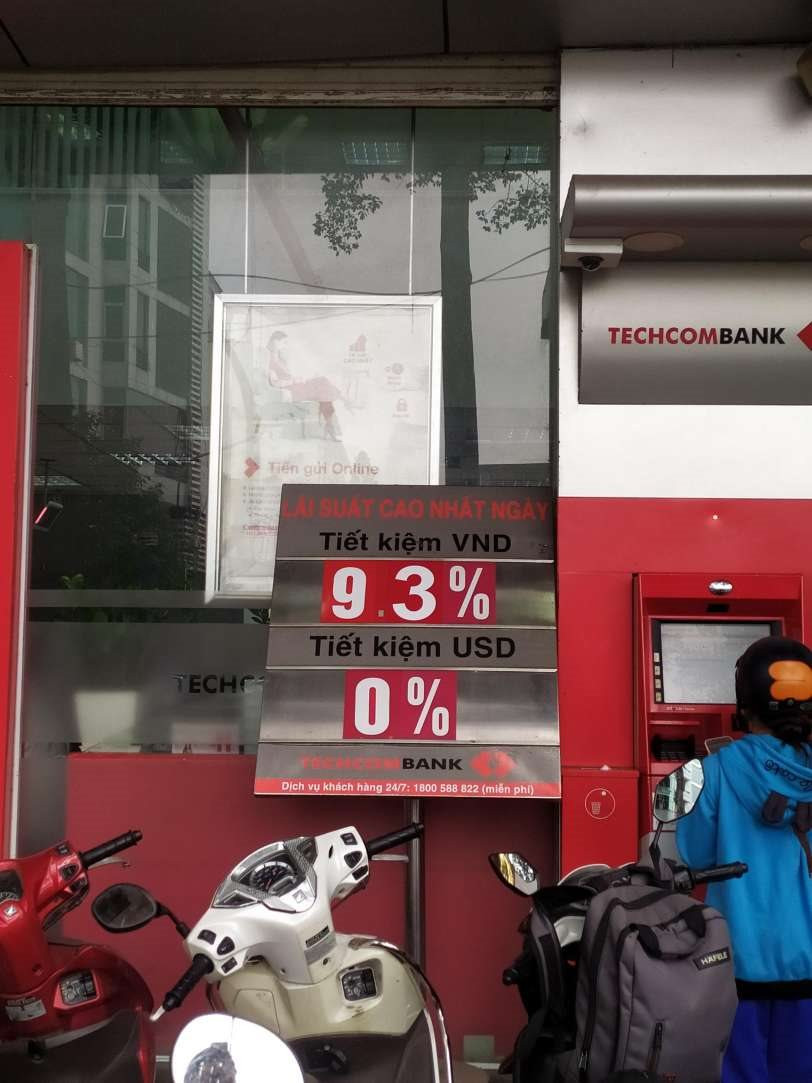 TECHCOMBANK
Tiền gửi Online
LÃI SUẤT CAO NHẤT NGÀY
Tiết kiệm VND
9.3%
Tiết kiệm USD
0%
TECHCOMBANK
Dịch vụ khách hàng 24/7: 1800 588 822 (miễn phí)
TECHC
HÄFELE